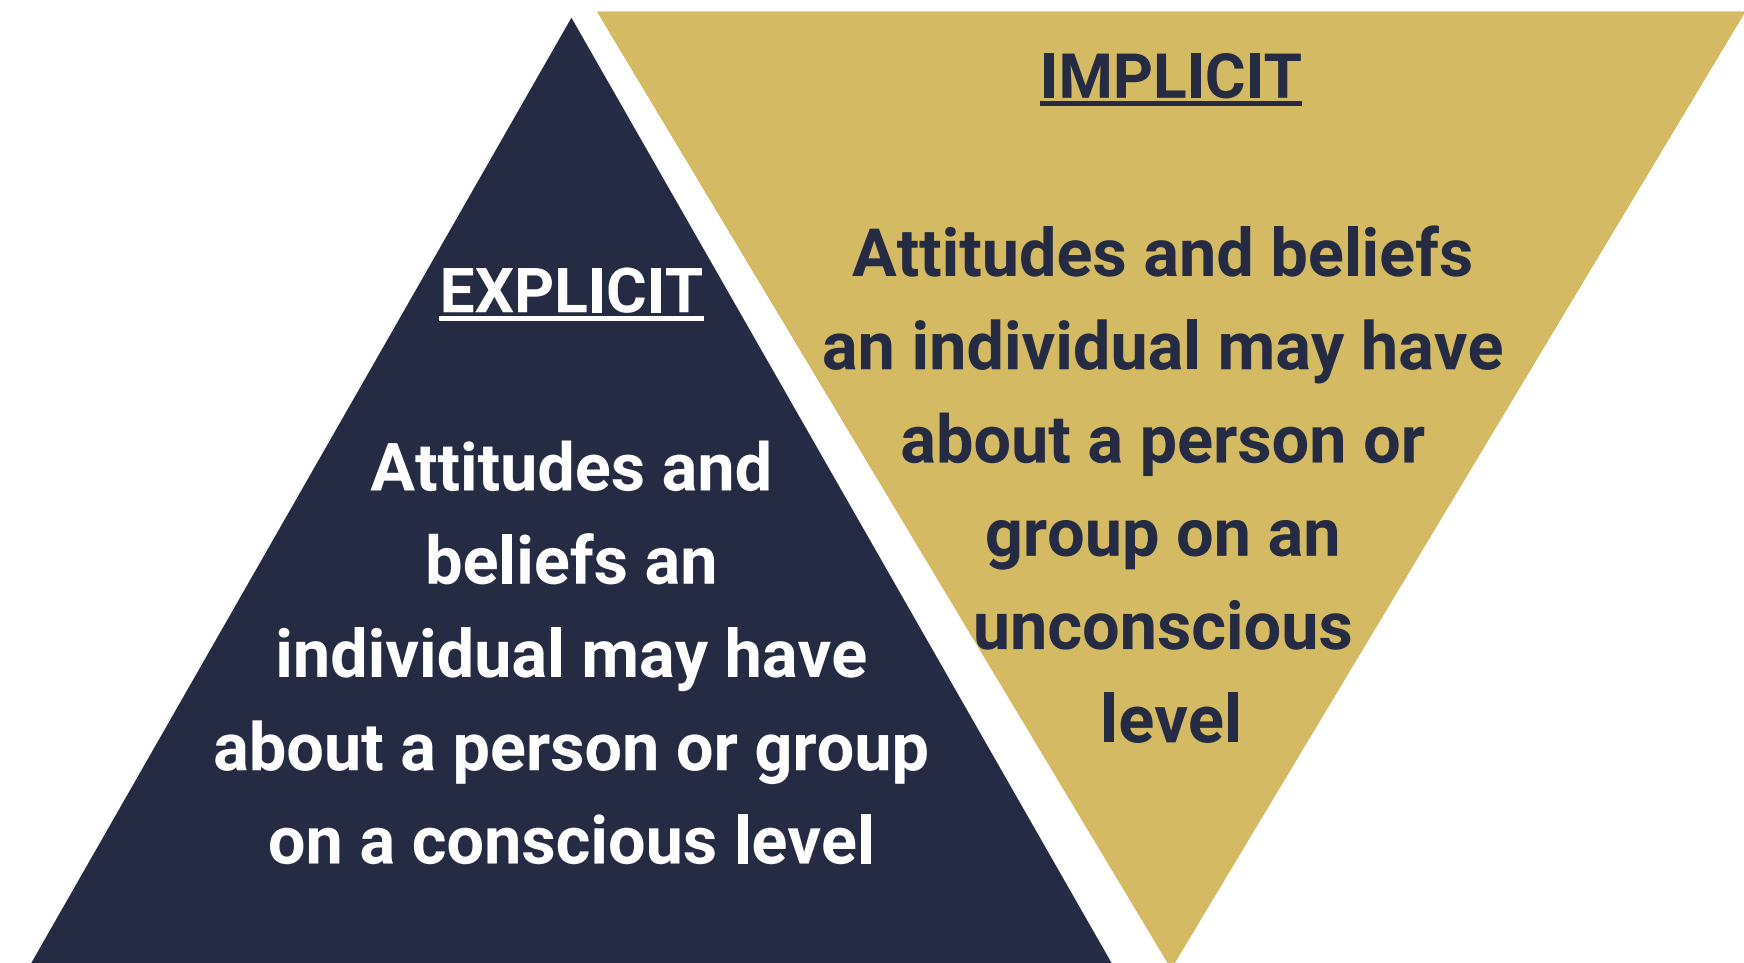 EXPLICIT
Attitudes and
beliefs an
individual may have
about a person or group
on a conscious level
IMPLICIT
Attitudes and beliefs
an individual may have
about a person or
group on an
unconscious
level